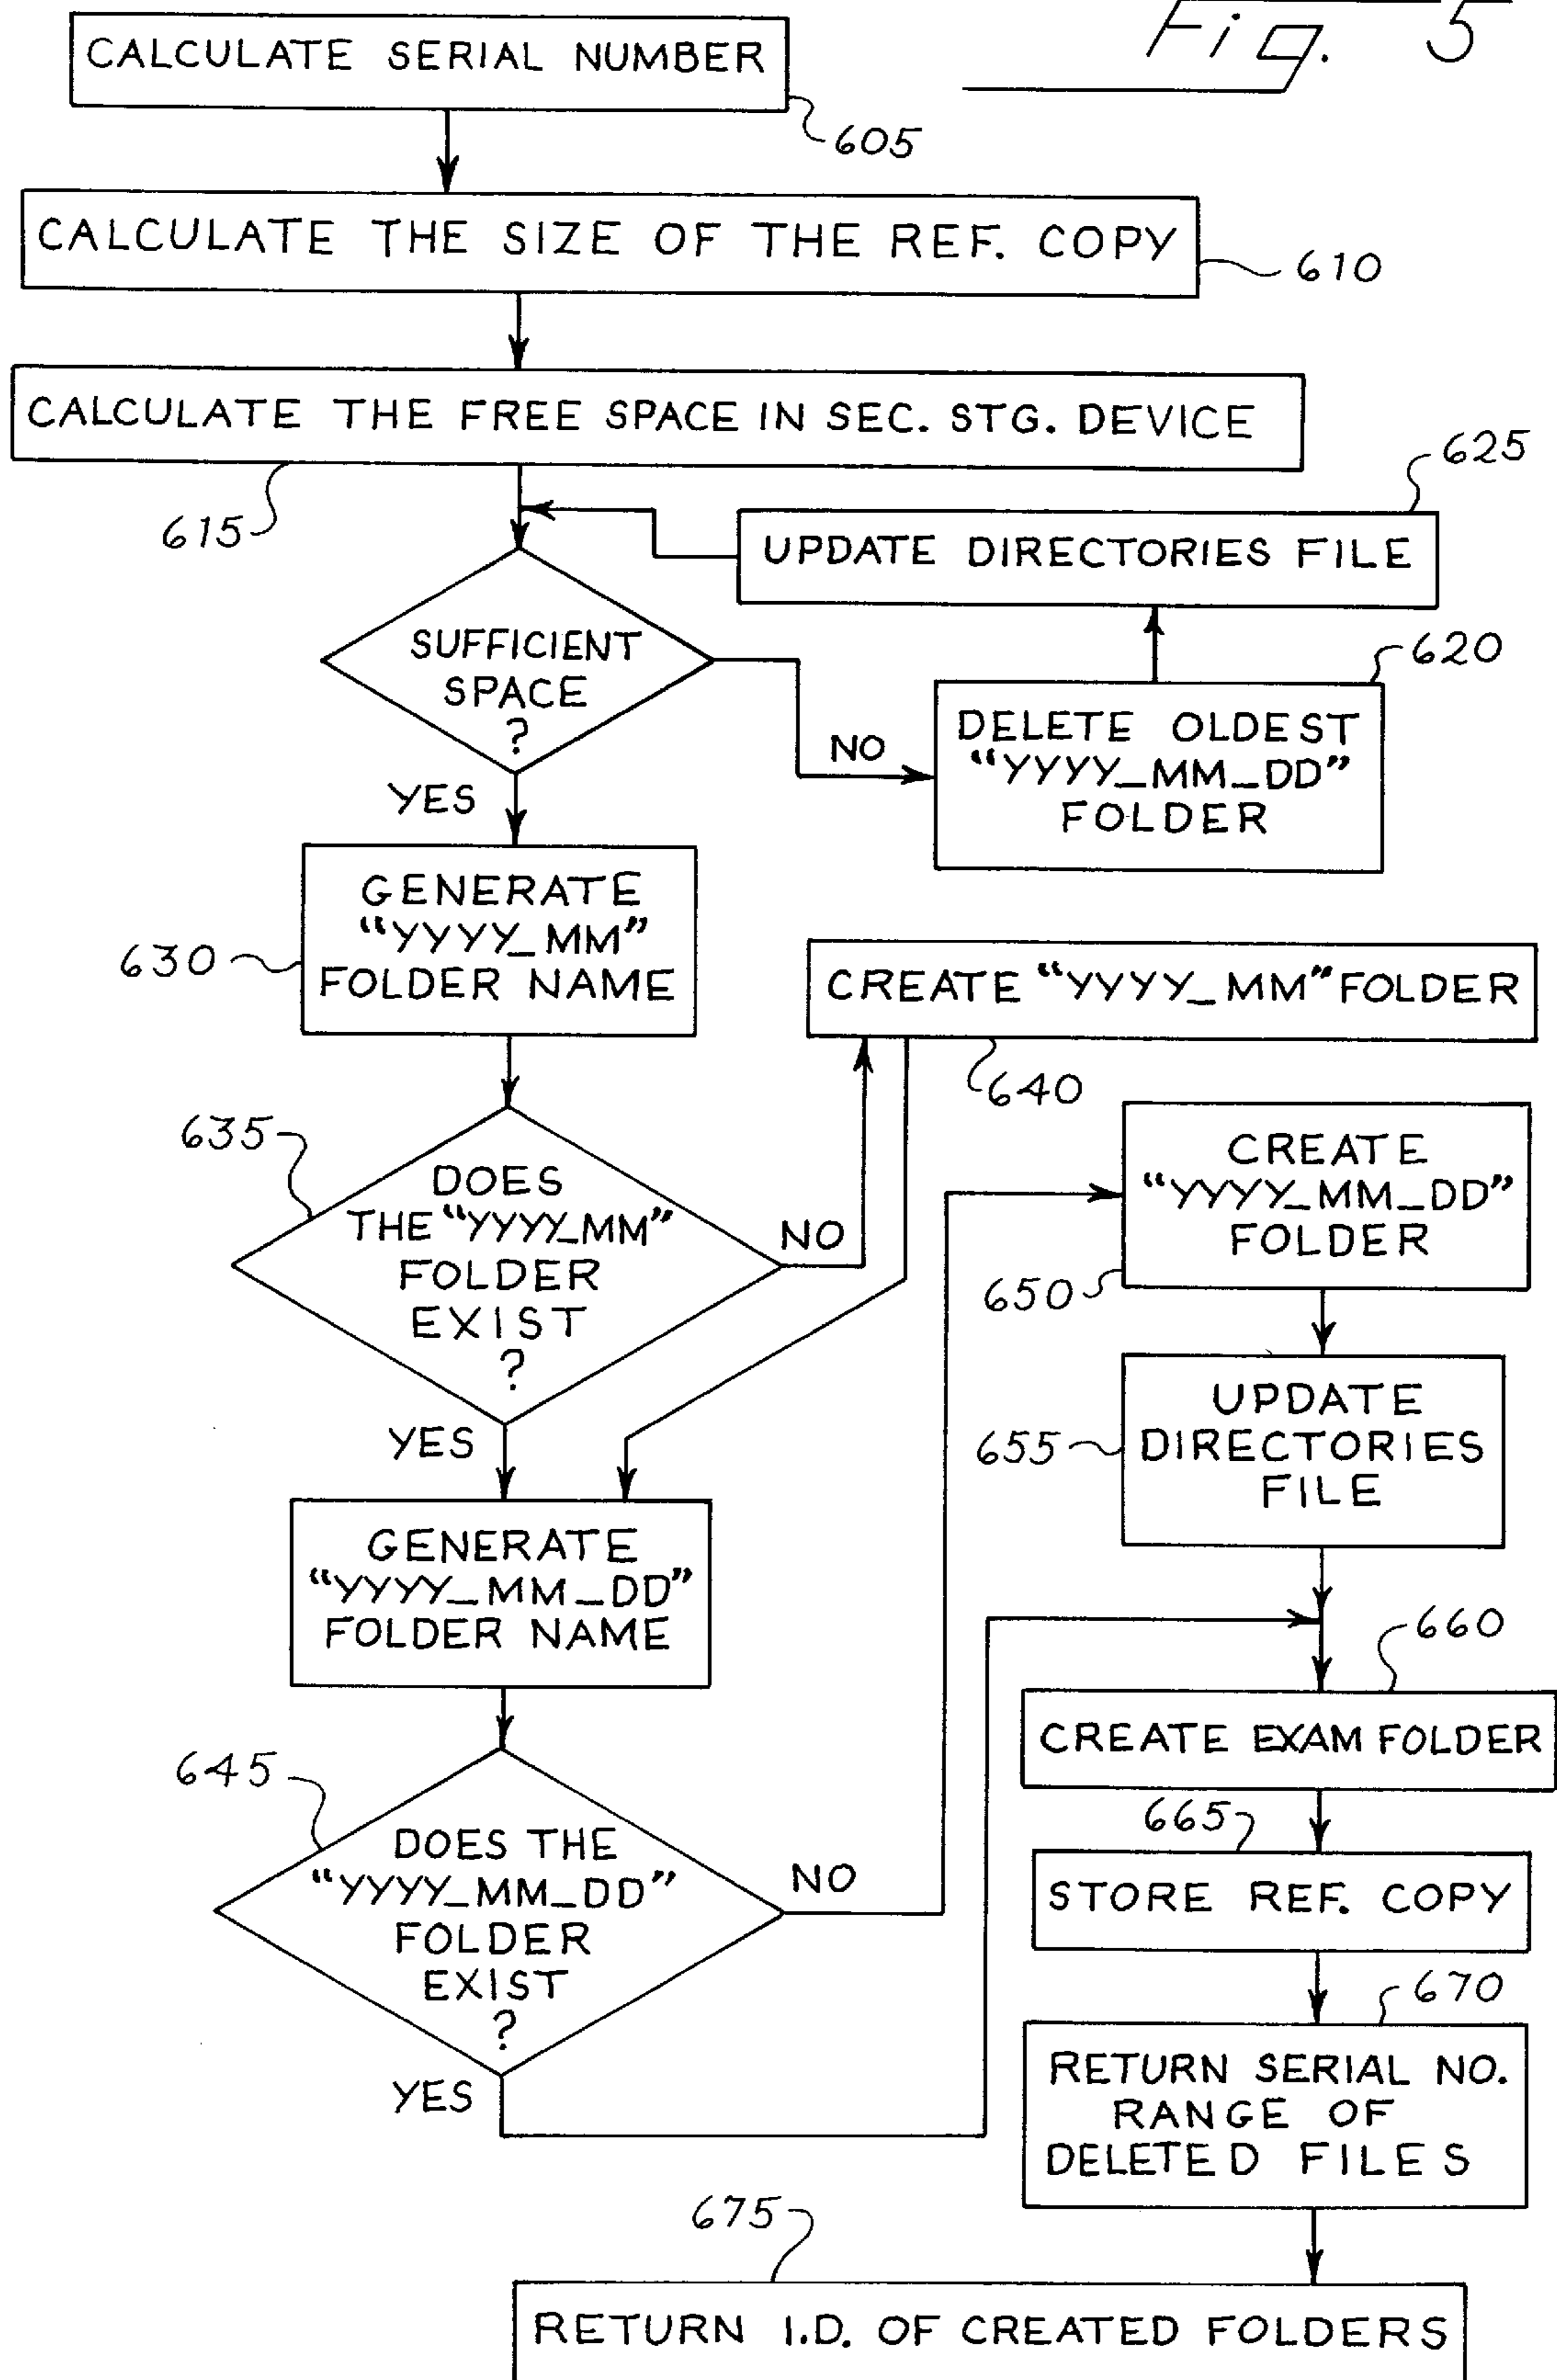 Fig. 5
CALCULATE SERIAL NUMBER
605
CALCULATE THE SIZE OF THE REF. COPY
610
CALCULATE THE FREE SPACE IN SEC. STG. DEVICE
615
625
UPDATE DIRECTORIES FILE
SUFFICIENT
SPACE
?
NO
620
DELETE OLDEST
“YYYY_MM_DD”
FOLDER
YES
GENERATE
“YYYY_MM”
FOLDER NAME
630
CREATE “YYYY_MM” FOLDER
640
635
DOES
THE “YYYY_MM”
FOLDER
EXIST
?
NO
YES
GENERATE
“YYYY_MM_DD”
FOLDER NAME
645
DOES THE
“YYYY_MM_DD”
FOLDER
EXIST
?
NO
YES
CREATE
“YYYY_MM_DD”
FOLDER
650
UPDATE
DIRECTORIES
FILE
655
660
CREATE EXAM FOLDER
665
STORE REF. COPY
670
RETURN SERIAL NO.
RANGE OF
DELETED FILES
675
RETURN I.D. OF CREATED FOLDERS